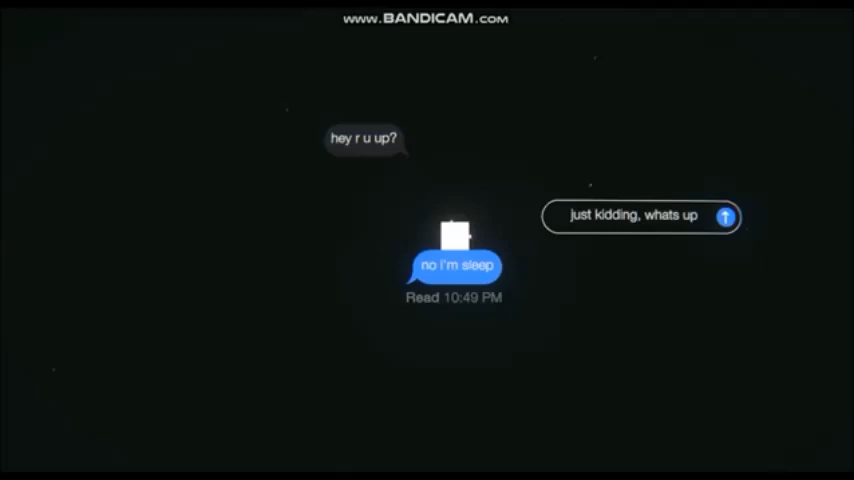 www.BANDICAM.com
hey r u up?
just kidding, whats up
no i'm sleep
Read 10:49 PM